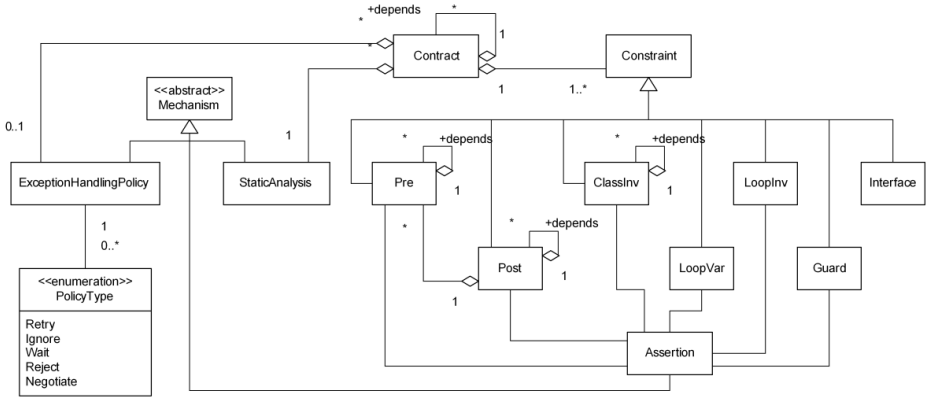 +depends
*
*
1
*
Contract
Constraint
<<abstract>>
Mechanism
1
1..*
0..1
1
*
+depends
*
+depends
ExceptionHandlingPolicy
StaticAnalysis
Pre
ClassInv
LoopInv
Interface
1
1
1
*
*
+depends
0..*
Post
LoopVar
Guard
1
<<enumeration>>
PolicyType
1
Retry
Ignore
Wait
Reject
Negotiate
Assertion